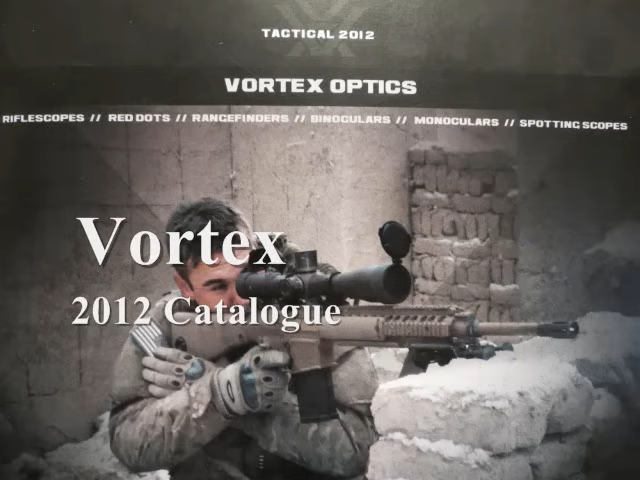 TACTICAL 2012
VORTEX OPTICS
RIFLESCOPES // RED DOTS // RANGEFINDERS // BINOCULARS // MONOCULARS // SPOTTING SCOPES
Vortex
2012 Catalogue